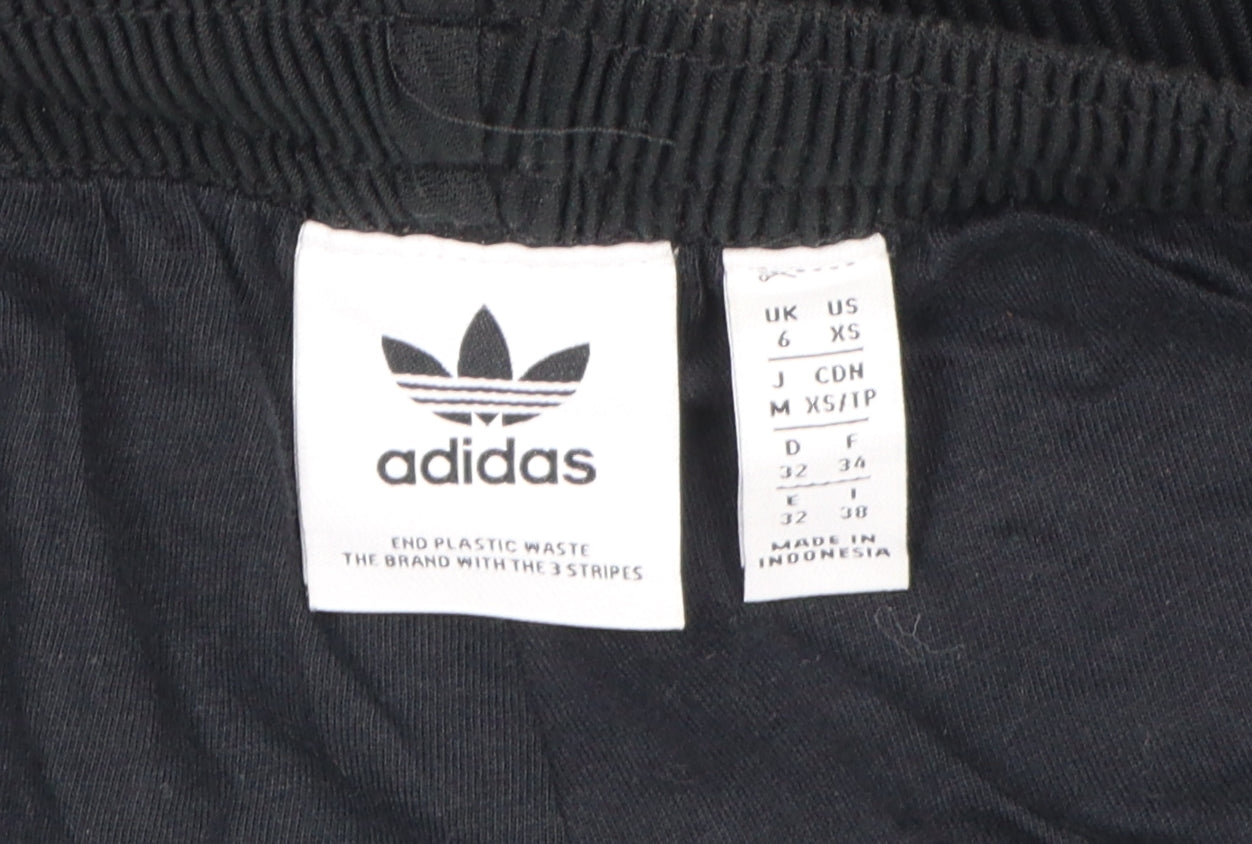 adidas
END PLASTIC WASTE
THE BRAND WITH THE 3 STRIPES
UK US
6 XS
J CDN
M XS/TP
D F
32 34
E I
32 38
MADE IN
INDONESIA